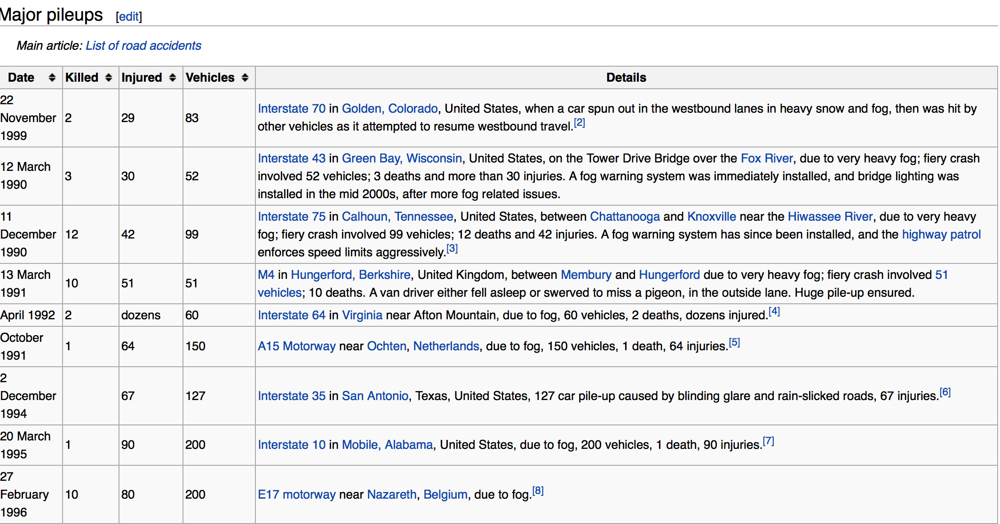 Major pileups [edit]
Main article: List of road accidents
Date Killed Injured Vehicles Details
22 November 1999 2 29 83 Interstate 70 in Golden, Colorado, United States, when a car spun out in the westbound lanes in heavy snow and fog, then was hit by
other vehicles as it attempted to resume westbound travel.[2]
12 March 1990 3 30 52 Interstate 43 in Green Bay, Wisconsin, United States, on the Tower Drive Bridge over the Fox River, due to very heavy fog; fiery crash
involved 52 vehicles; 3 deaths and more than 30 injuries. A fog warning system was immediately installed, and bridge lighting was
installed in the mid 2000s, after more fog related issues.
11 December 1990 12 42 99 Interstate 75 in Calhoun, Tennessee, United States, between Chattanooga and Knoxville near the Hiwassee River, due to very heavy
fog; fiery crash involved 99 vehicles; 12 deaths and 42 injuries. A fog warning system has since been installed, and the highway patrol
enforces speed limits aggressively.[3]
13 March 1991 10 51 51 M4 in Hungerford, Berkshire, United Kingdom, between Membury and Hungerford due to very heavy fog; fiery crash involved 51
vehicles; 10 deaths. A van driver either fell asleep or swerved to miss a pigeon, in the outside lane. Huge pile-up ensured.
April 1992 2 dozens 60 Interstate 64 in Virginia near Afton Mountain, due to fog, 60 vehicles, 2 deaths, dozens injured.[4]
October 1991 1 64 150 A15 Motorway near Ochten, Netherlands, due to fog, 150 vehicles, 1 death, 64 injuries.[5]
2 December 1994 67 127 Interstate 35 in San Antonio, Texas, United States, 127 car pile-up caused by blinding glare and rain-slicked roads, 67 injuries.[6]
20 March 1995 1 90 200 Interstate 10 in Mobile, Alabama, United States, due to fog, 200 vehicles, 1 death, 90 injuries.[7]
27 February 1996 10 80 200 E17 motorway near Nazareth, Belgium, due to fog.[8]